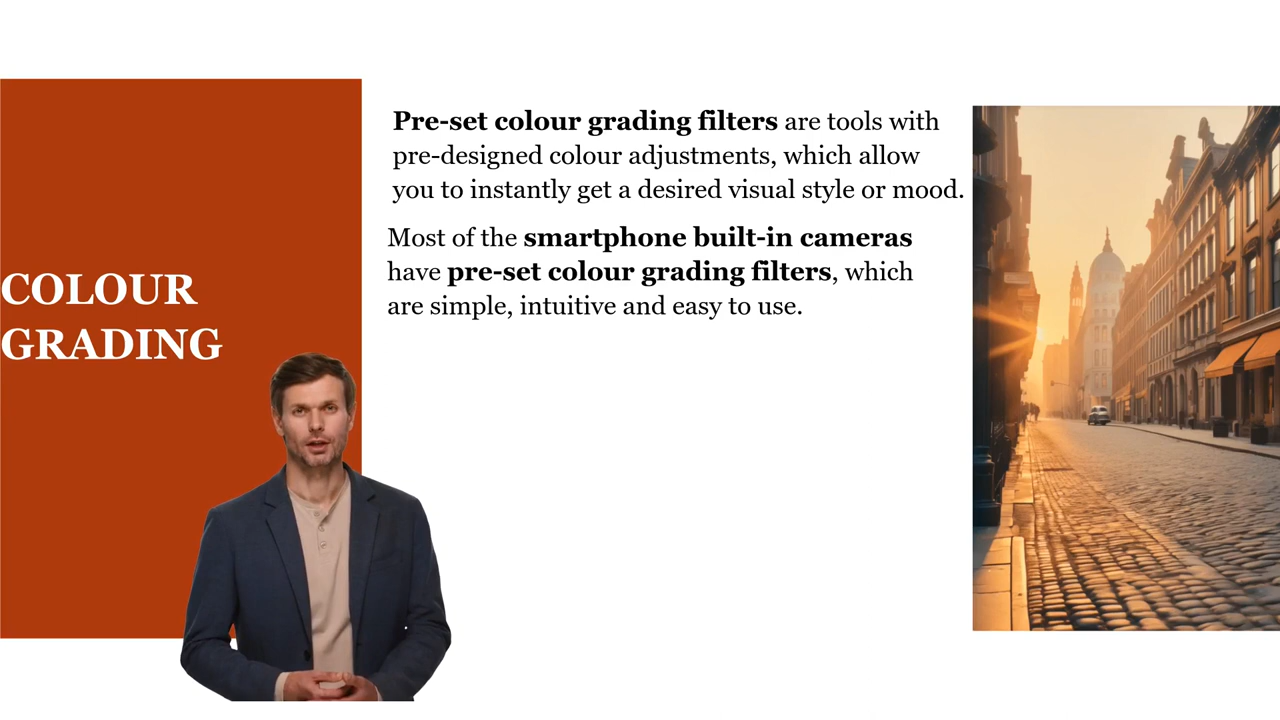 COLOUR
GRADING
Pre-set colour grading filters are tools with
pre-designed colour adjustments, which allow
you to instantly get a desired visual style or mood.
Most of the smartphone built-in cameras
have pre-set colour grading filters, which
are simple, intuitive and easy to use.